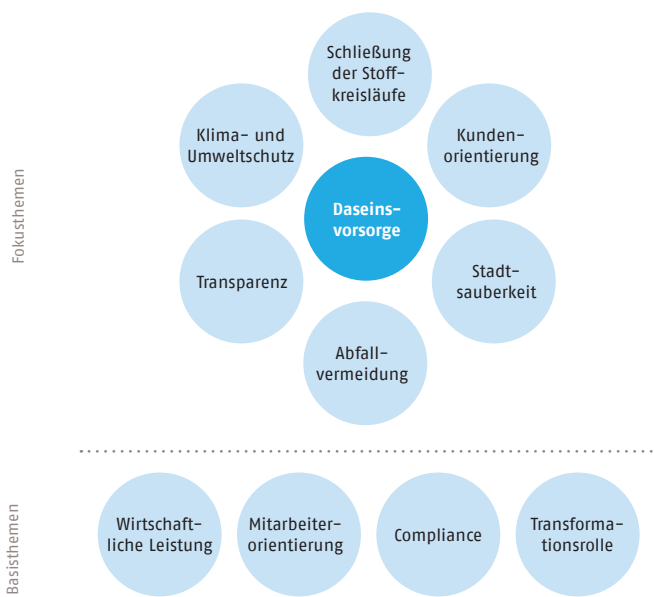 Fokusthemen
Schließung
der Stoff-
kreisläufe
Klima- und
Umweltschutz
Kunden-
orientierung
Daseins-
vorsorge
Transparenz
Stadt-
sauberkeit
Abfall-
vermeidung
Basisthemen
Wirtschaft-
liche Leistung
Mitarbeiter-
orientierung
Compliance
Transforma-
tionsrolle